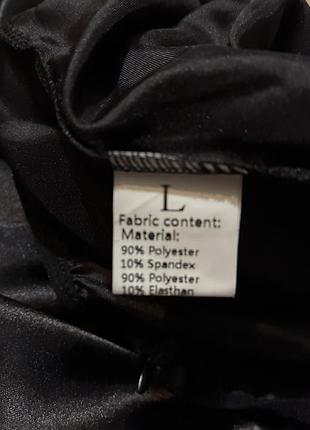 L
Fabric content:
Material:
90% Polyester
10% Spandex
90% Polyester
10% Elasthan